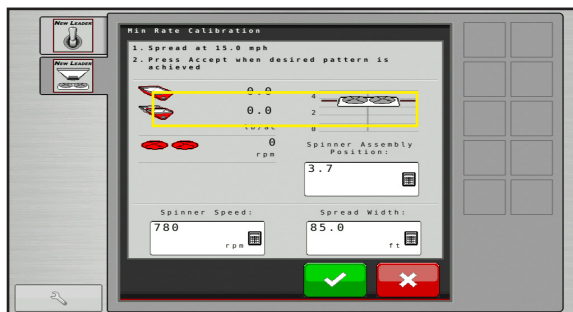 NEW LEADER
NEW LEADER
Min Rate Calibration
1. Spread at 15.0 mph
2. Press Accept when desired pattern is
achieved
0.0
0.0
lb/ac
0
rpm
4
2
0
Spinner Assembly
Position:
3.7
Spinner Speed:
780
rpm
Spread Width:
85.0
ft